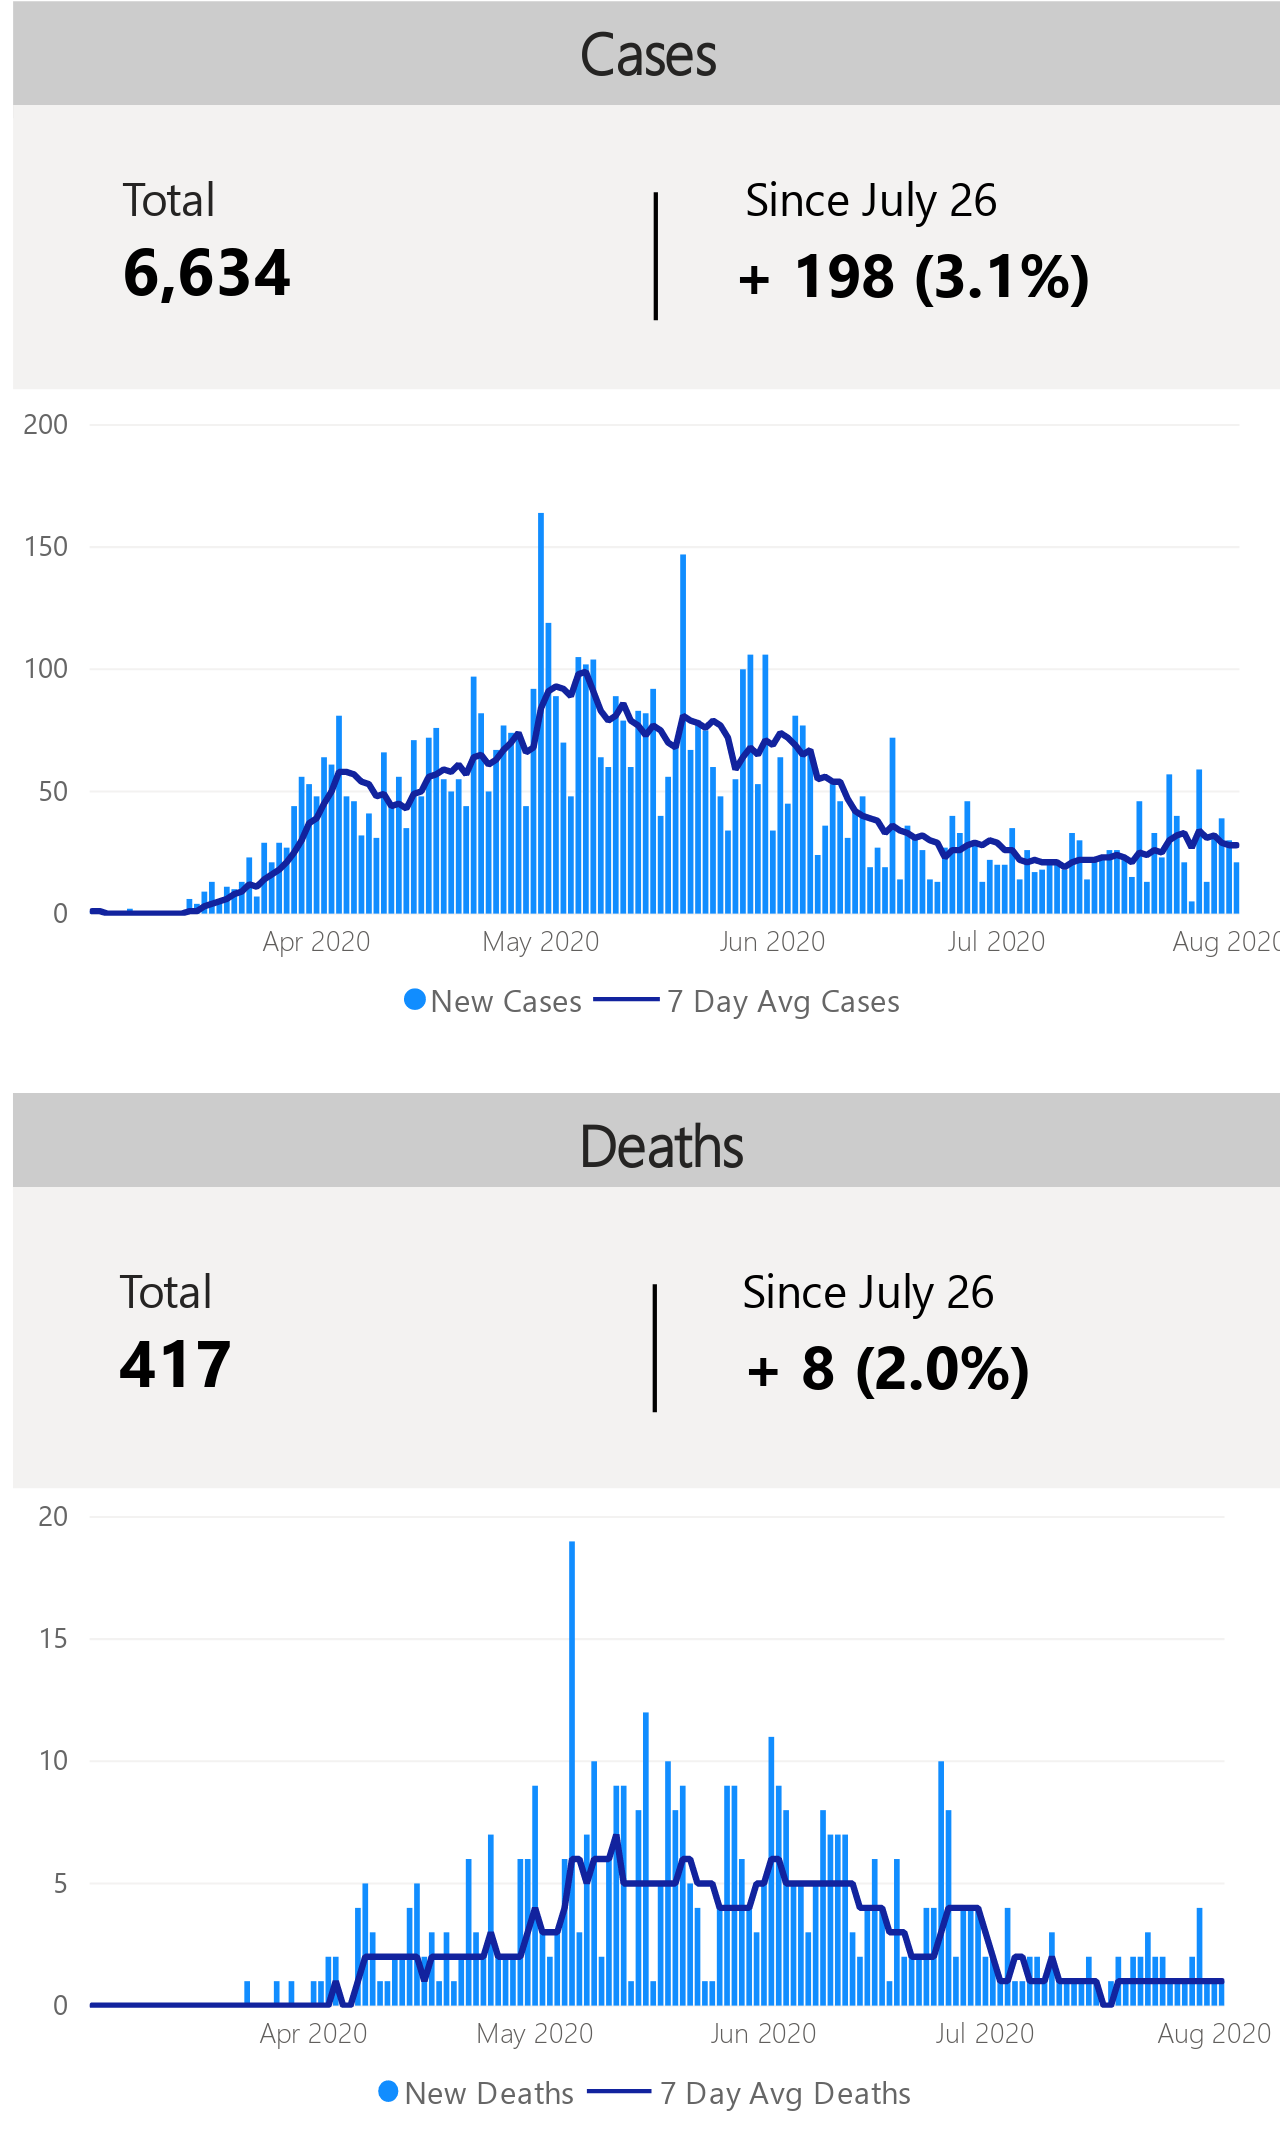 Cases
Total
Since July 26
6,634
+ 198 (3.1%)
200
150
100
50
0
Apr 2020
May 2020
Jun 2020
Jul 2020
Aug 2020
New Cases
7 Day Avg Cases
Deaths
Total
Since July 26
417
+ 8 (2.0%)
20
15
10
5
0
Apr 2020
May 2020
Jun 2020
Jul 2020
Aug 2020
New Deaths
7 Day Avg Deaths